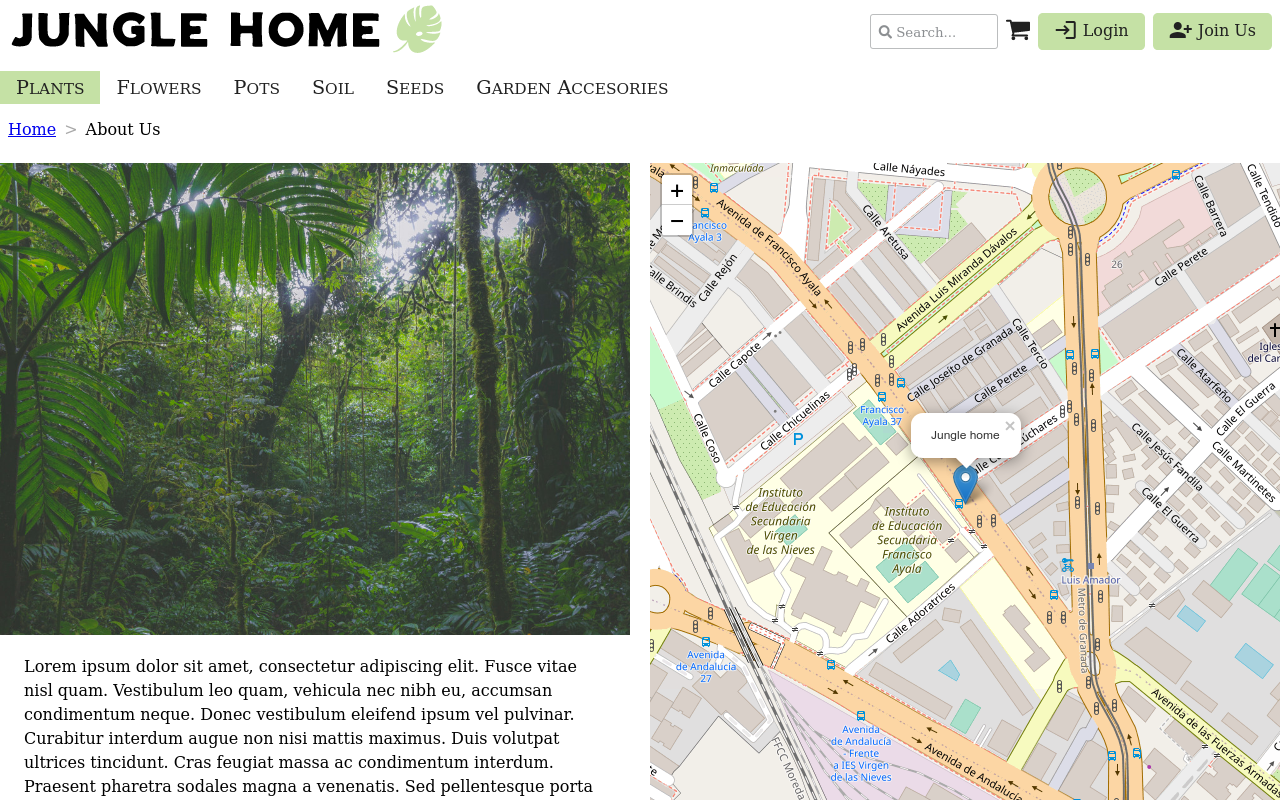 JUNGLE HOME
Search...
Login
Join Us
Plants
Flowers
Pots
Soil
Seeds
Garden Accesories
Home > About Us
Lorem ipsum dolor sit amet, consectetur adipiscing elit. Fusce vitae
nisl quam. Vestibulum leo quam, vehicula nec nibh eu, accumsan
condimentum neque. Donec vestibulum eleifend ipsum vel pulvinar.
Curabitur interdum augue non nisi mattis maximus. Duis volutpat
ultrices tincidunt. Cras feugiat massa ac condimentum interdum.
Praesent pharetra sodales magna a venenatis. Sed pellentesque porta
+
−
Inmaculada
Calle Náyades
Calle Barrera
Calle Tendido
Francisco
Ayala 3
Avenida de Francisco Ayala
Calle Aretusa
Avenida Luis Miranda Dávalos
26
Calle Perete
Calle Rejón
Calle Brindis
Calle Capote
Calle Joseito de Granada
Calle Tercio
Calle Perete
Calle Atarfeño
Calle El Guerra
Calle Chicuelinas
Francisco
Ayala 37
P
Calle Coso
Jungle home
×
Calle Jesús Fandila
Calle Martinetes
Calle El Guerra
Instituto
de Educación
Secundaria
Virgen
de las Nieves
Instituto
de Educación
Secundaria
Francisco
Ayala
Luis Amador
Metro de Granada
Calle Adoratrices
Avenida
de Andalucía
27
Avenida
de Andalucía
Frente
a IES Virgen
de las Nieves
Avenida de Andalucía
Avenida de las Fuerzas Armadas
FFCC Moreda